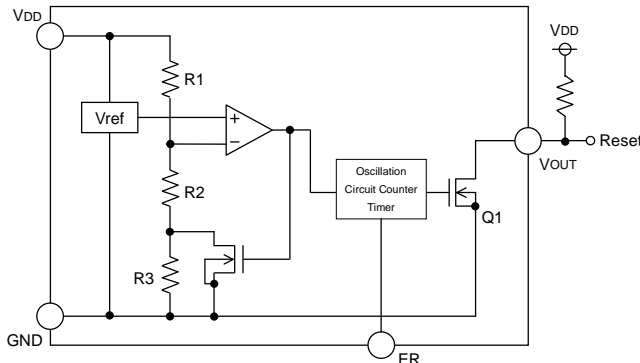 VDD
VDD
R1
Vref
+
−
Reset
VOUT
Oscillation
Circuit Counter
Timer
R2
Q1
R3
GND
ER